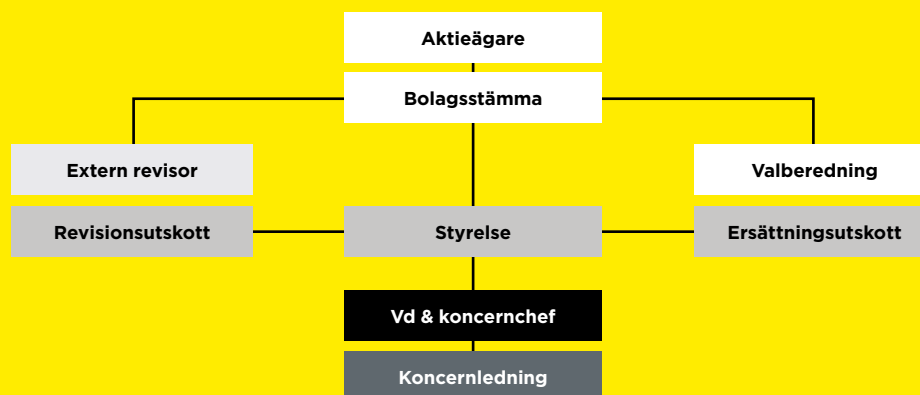 Aktieägare
Bolagsstämma
Extern revisor
Valberedning
Revisionsutskott
Styrelse
Ersättningsutskott
Vd & koncernchef
Koncernledning